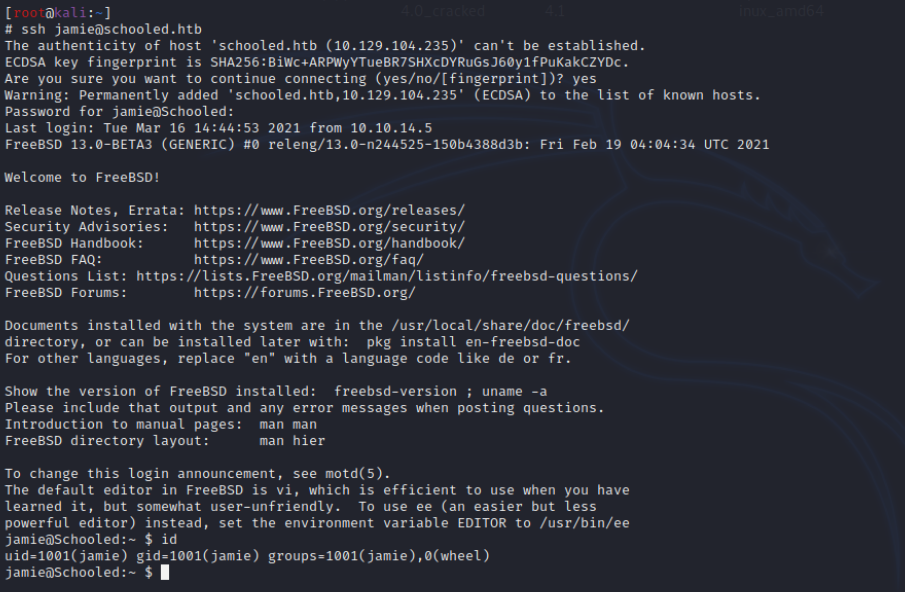 4.0_cracked 4.1 inux_amd64
[root@kali:~]
# ssh jamie@schooled.htb
The authenticity of host 'schooled.htb (10.129.104.235)' can't be established.
ECDSA key fingerprint is SHA256:BiWc+ARPWyYTueBR7SHXcDYRuGsJ60y1fPuKakCZYDc.
Are you sure you want to continue connecting (yes/no/[fingerprint])? yes
Warning: Permanently added 'schooled.htb,10.129.104.235' (ECDSA) to the list of known hosts.
Password for jamie@Schooled:
Last login: Tue Mar 16 14:44:53 2021 from 10.10.14.5
FreeBSD 13.0-BETA3 (GENERIC) #0 releng/13.0-n244525-150b4388d3b: Fri Feb 19 04:04:34 UTC 2021

Welcome to FreeBSD!

Release Notes, Errata: https://www.FreeBSD.org/releases/
Security Advisories:   https://www.FreeBSD.org/security/
FreeBSD Handbook:      https://www.FreeBSD.org/handbook/
FreeBSD FAQ:           https://www.FreeBSD.org/faq/
Questions List: https://lists.FreeBSD.org/mailman/listinfo/freebsd-questions/
FreeBSD Forums:        https://forums.FreeBSD.org/

Documents installed with the system are in the /usr/local/share/doc/freebsd/
directory, or can be installed later with:  pkg install en-freebsd-doc
For other languages, replace "en" with a language code like de or fr.

Show the version of FreeBSD installed:  freebsd-version ; uname -a
Please include that output and any error messages when posting questions.
Introduction to manual pages:  man man
FreeBSD directory layout:      man hier

To change this login announcement, see motd(5).
The default editor in FreeBSD is vi, which is efficient to use when you have
learned it, but somewhat user-unfriendly.  To use ee (an easier but less
powerful editor) instead, set the environment variable EDITOR to /usr/bin/ee
jamie@Schooled:~ $ id
uid=1001(jamie) gid=1001(jamie) groups=1001(jamie),0(wheel)
jamie@Schooled:~ $